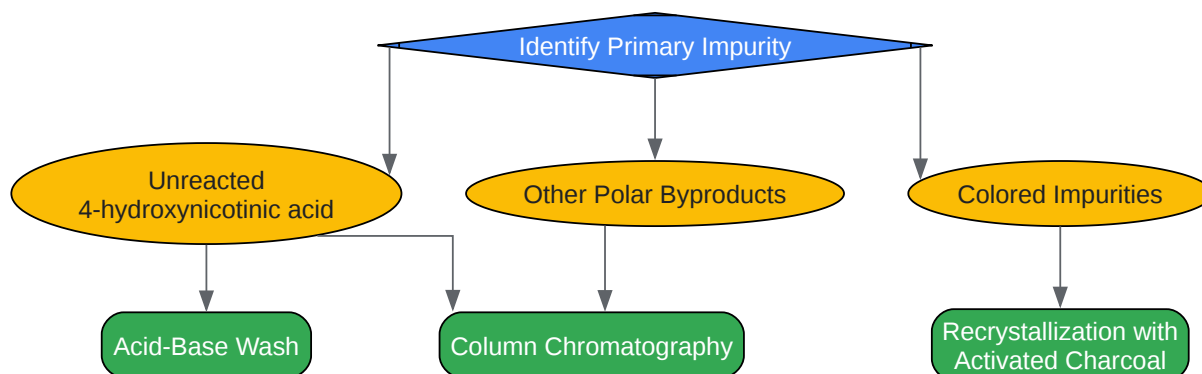 Identify Primary Impurity
Unreacted
4-hydroxynicotinic acid
Other Polar Byproducts
Colored Impurities
Acid-Base Wash
Column Chromatography
Recrystallization with
Activated Charcoal